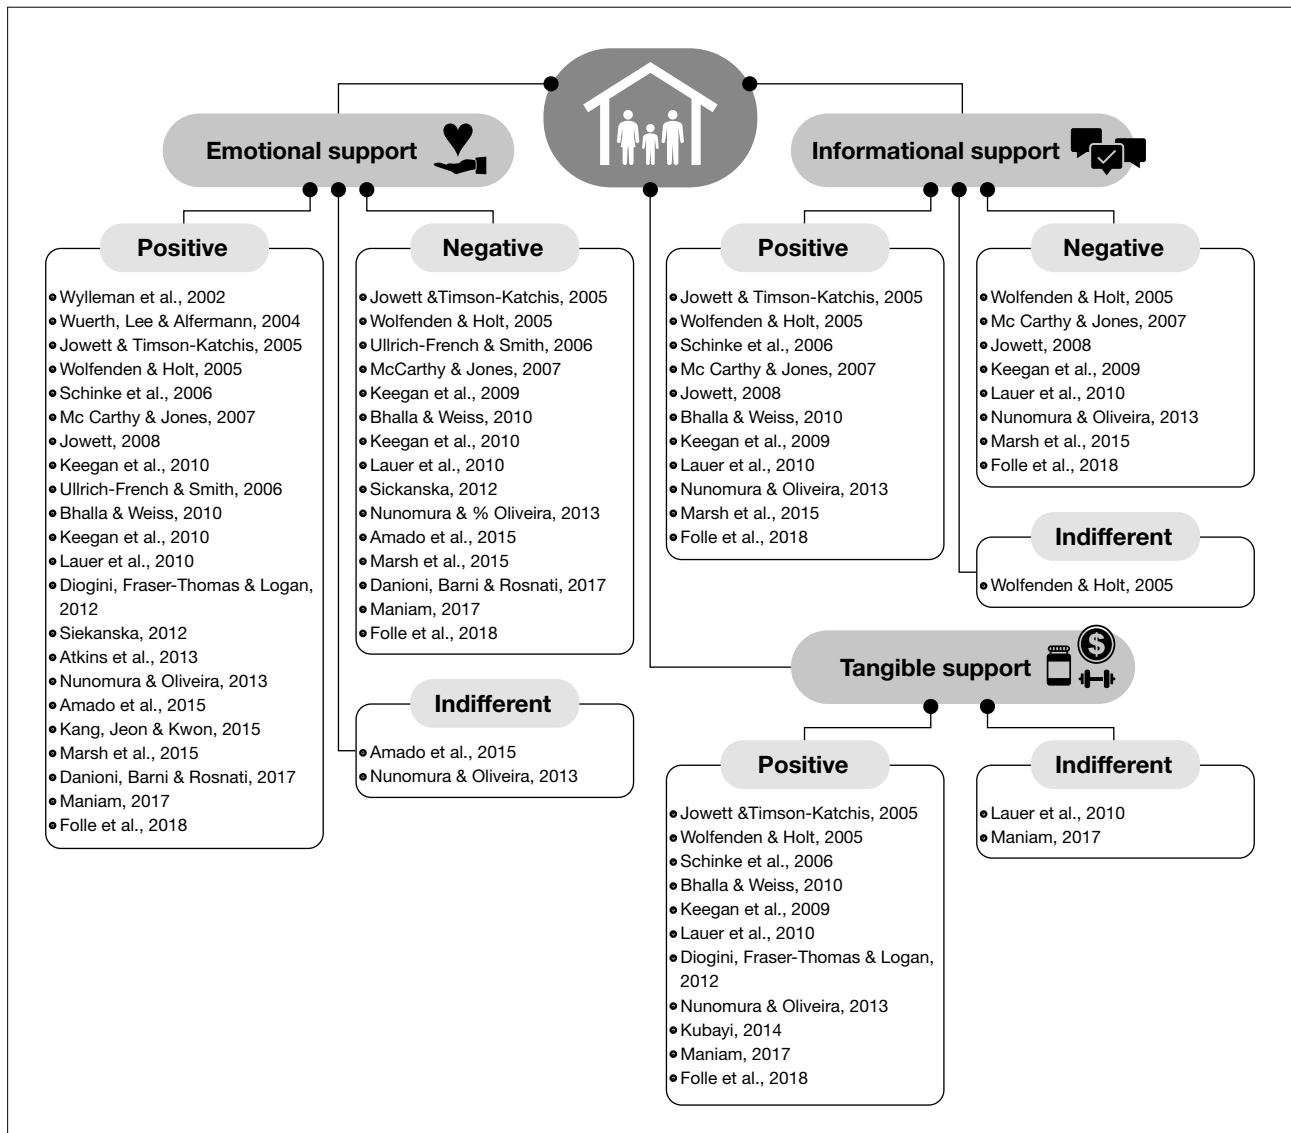 Emotional support
Positive
Wylleman et al., 2002
Wuerth, Lee & Alfermann, 2004
Jowett & Timson-Katchis, 2005
Wolfenden & Holt, 2005
Schinke et al., 2006
Mc Carthy & Jones, 2007
Jowett, 2008
Keegan et al., 2010
Ullrich-French & Smith, 2006
Bhalla & Weiss, 2010
Keegan et al., 2010
Lauer et al., 2010
Diogini, Fraser-Thomas & Logan,
2012
Siekanska, 2012
Atkins et al., 2013
Nunomura & Oliveira, 2013
Amado et al., 2015
Kang, Jeon & Kwon, 2015
Marsh et al., 2015
Danioni, Barni & Rosnati, 2017
Maniam, 2017
Folle et al., 2018
Negative
Jowett &Timson-Katchis, 2005
Wolfenden & Holt, 2005
Ullrich-French & Smith, 2006
McCarthy & Jones, 2007
Keegan et al., 2009
Bhalla & Weiss, 2010
Keegan et al., 2010
Lauer et al., 2010
Sickanska, 2012
Nunomura & % Oliveira, 2013
Amado et al., 2015
Marsh et al., 2015
Danioni, Barni & Rosnati, 2017
Maniam, 2017
Folle et al., 2018
Indifferent
Amado et al., 2015
Nunomura & Oliveira, 2013
Informational support
Positive
Jowett & Timson-Katchis, 2005
Wolfenden & Holt, 2005
Schinke et al., 2006
Mc Carthy & Jones, 2007
Jowett, 2008
Bhalla & Weiss, 2010
Keegan et al., 2009
Lauer et al., 2010
Nunomura & Oliveira, 2013
Marsh et al., 2015
Folle et al., 2018
Negative
Wolfenden & Holt, 2005
Mc Carthy & Jones, 2007
Jowett, 2008
Keegan et al., 2009
Lauer et al., 2010
Nunomura & Oliveira, 2013
Marsh et al., 2015
Folle et al., 2018
Indifferent
Wolfenden & Holt, 2005
Tangible support
$
Positive
Jowett &Timson-Katchis, 2005
Wolfenden & Holt, 2005
Schinke et al., 2006
Bhalla & Weiss, 2010
Keegan et al., 2009
Lauer et al., 2010
Diogini, Fraser-Thomas & Logan,
2012
Nunomura & Oliveira, 2013
Kubayi, 2014
Maniam, 2017
Folle et al., 2018
Indifferent
Lauer et al., 2010
Maniam, 2017